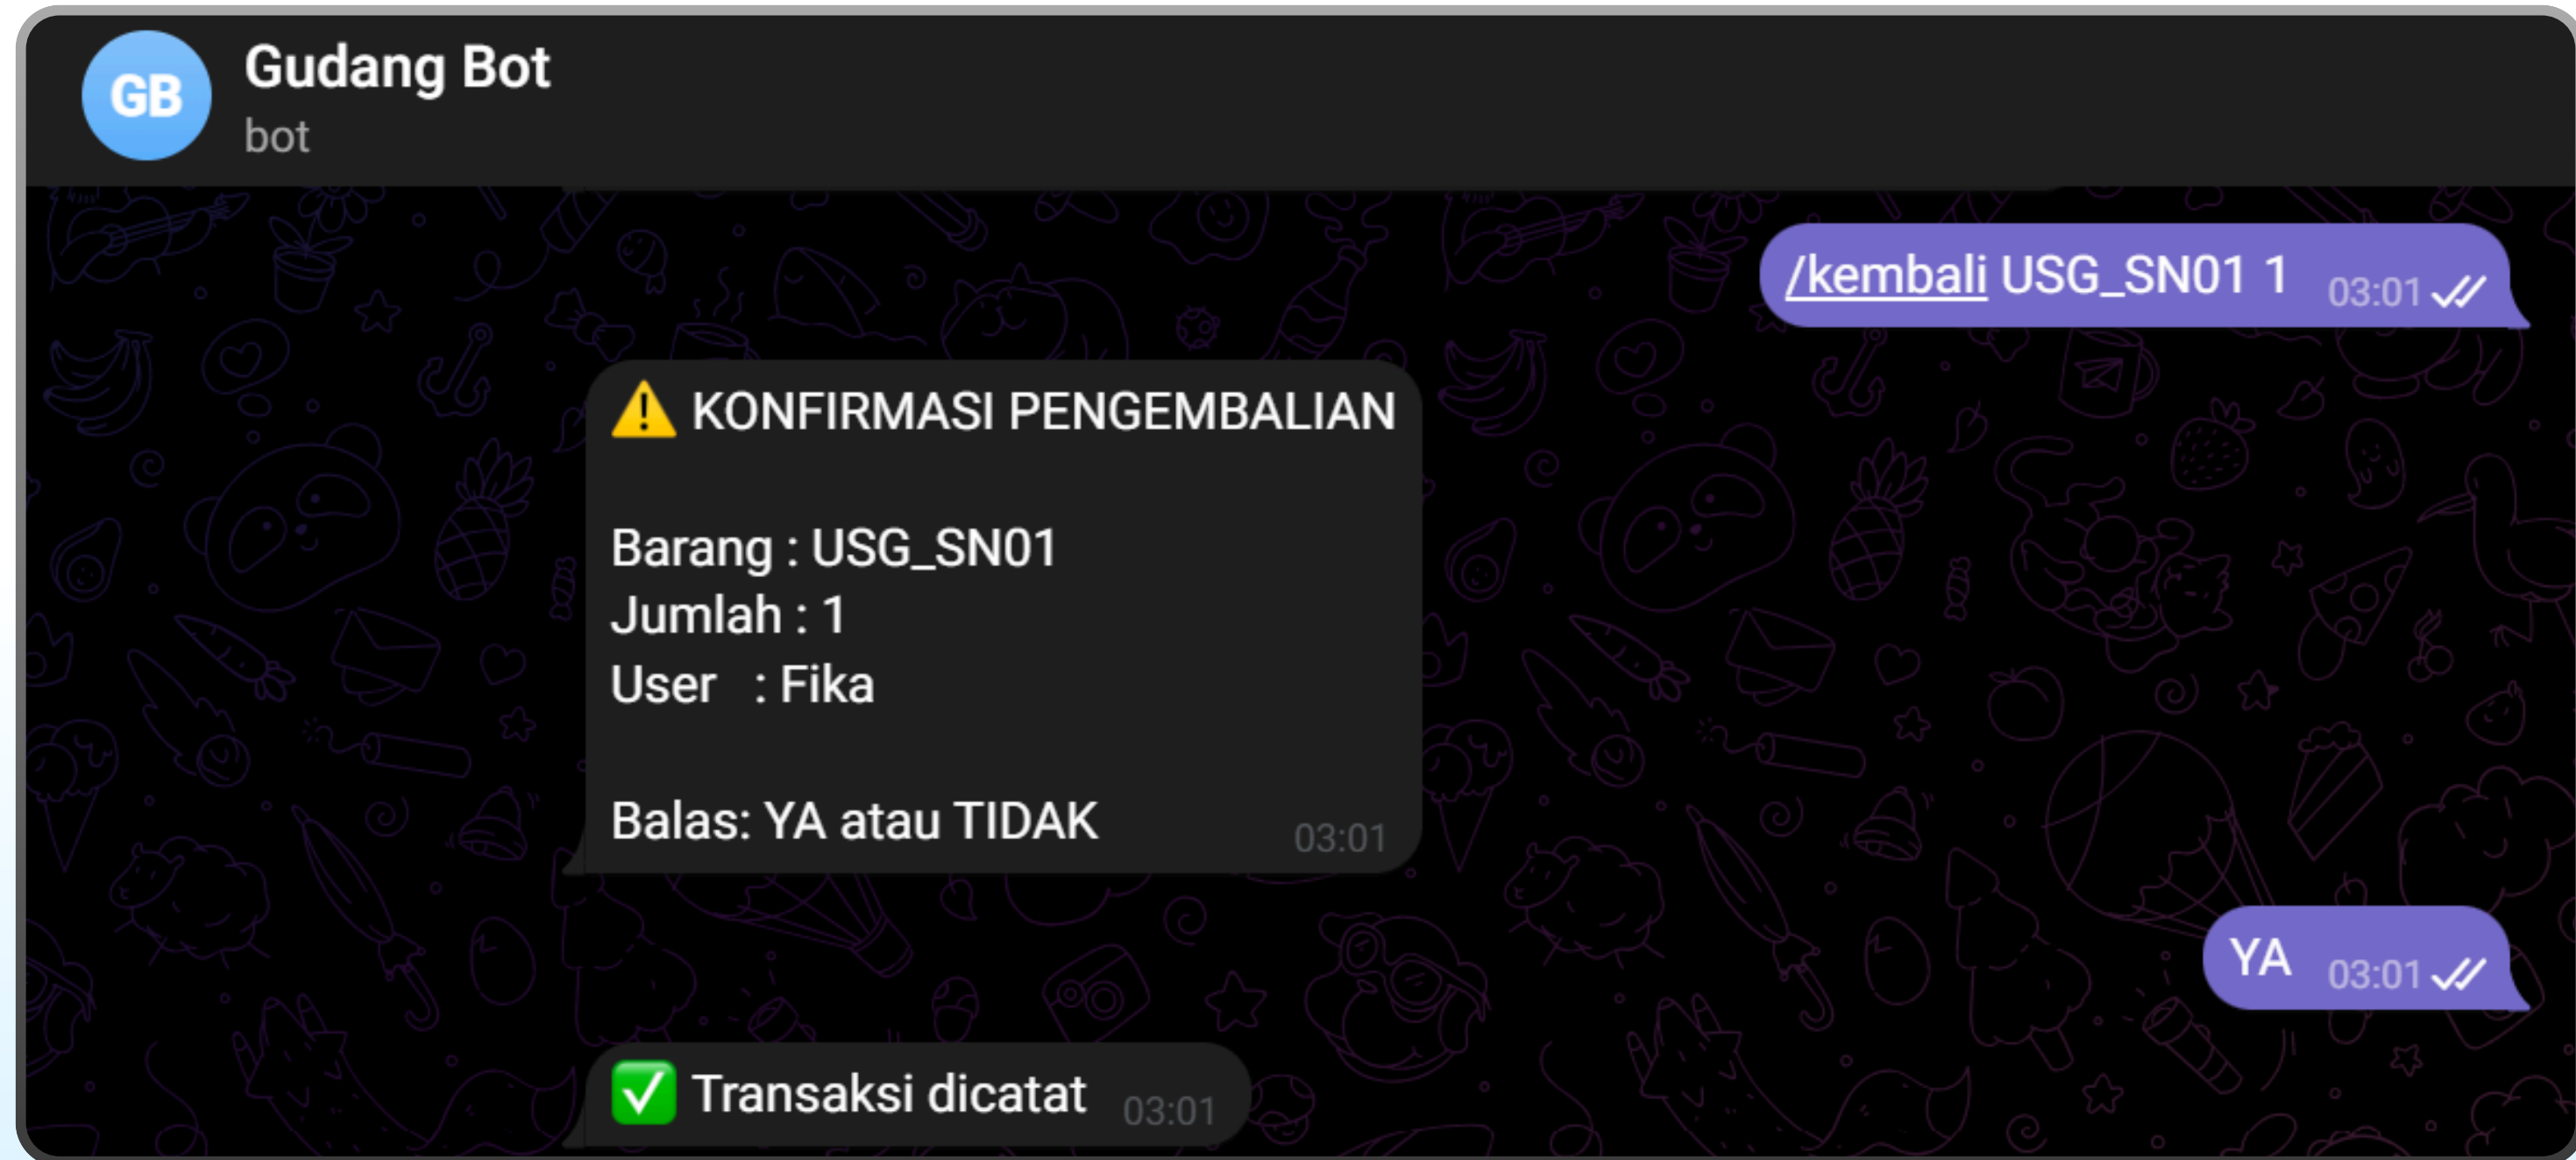 GB
Gudang Bot
bot
/kembali USG_SN01 1 03:01
⚠️ KONFIRMASI PENGEMBALIAN
Barang : USG_SN01
Jumlah : 1
User : Fika
Balas: YA atau TIDAK 03:01
YA 03:01
✅ Transaksi dicatat 03:01